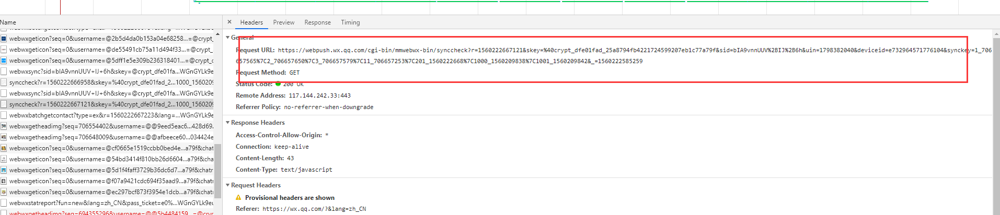 Name
webwxgeticon?seq=0&username=@2b5d4da0b153a04e68258...=@crypt_
webwxgeticon?seq=0&username=@de55491cb75a11d494f33...=@crypt_
webwxgeticon?seq=0&username=@5dff1e5e309b236318401...=@crypt_
webwxsync?sid=bIA9vnnUUV+IJ+6h&skey=@crypt_dfe01fa...WGnGYLk9e
synccheck?r=1560222666958&skey=%40crypt_dfe01fad_2...1000_1560209
webwxsync?sid=bIA9vnnUUV+IJ+6h&skey=@crypt_dfe01fa...WGnGYLk9e
synccheck?r=1560222667121&skey=%40crypt_dfe01fad_2...1000_1560209
webwxbatchgetcontact?type=ex&r=1560222667223&lang=...WGnGYLk9e
webwxgetheadimg?seq=706554402&username=@@9eed5eac6...428d69.
webwxgetheadimg?seq=706648009&username=@@afbeece60...034424e
webwxgeticon?seq=0&username=@cf0665e1519ccbb0bed4e...a79f&chat
webwxgeticon?seq=0&username=@54bd3414f810bb26d6604...a79f&chat
webwxgeticon?seq=0&username=@5d1f4faff3729b36dc6d7...a79f&chatr
webwxgeticon?seq=0&username=@f07a9421cdc694f35aad9...a79f&chatr
webwxgeticon?seq=0&username=@ec297bcf873f3954e1dcb...a79f&chat
webwxstatreport?fun=new&lang=zh_CN&pass_ticket=e0%...WGnGYLk9eu
webwxgetheadimg?seq=694355296&username=@@5b4484159...=@cryp
× Headers Preview Response Timing
General
Request URL: https://webpush.wx.qq.com/cgi-bin/mmwebwx-bin/synccheck?r=1560222667121&skey=%40crypt_dfe01fad_25a8794fb4221724599207eb1c77a79f&sid=bIA9vnnUUV%2BIJ%2B6h&uin=1798382040&deviceid=e732964571776104&synckey=1_706
657565%7C2_706657650%7C3_706657579%7C11_706657253%7C201_1560222668%7C1000_1560209838%7C1001_1560209842&_=1560222585259
Request Method: GET
Status Code: 200 OK
Remote Address: 117.144.242.33:443
Referrer Policy: no-referrer-when-downgrade
Response Headers
Access-Control-Allow-Origin: *
Connection: keep-alive
Content-Length: 43
Content-Type: text/javascript
Request Headers
Provisional headers are shown
Referer: https://wx.qq.com/?&lang=zh_CN